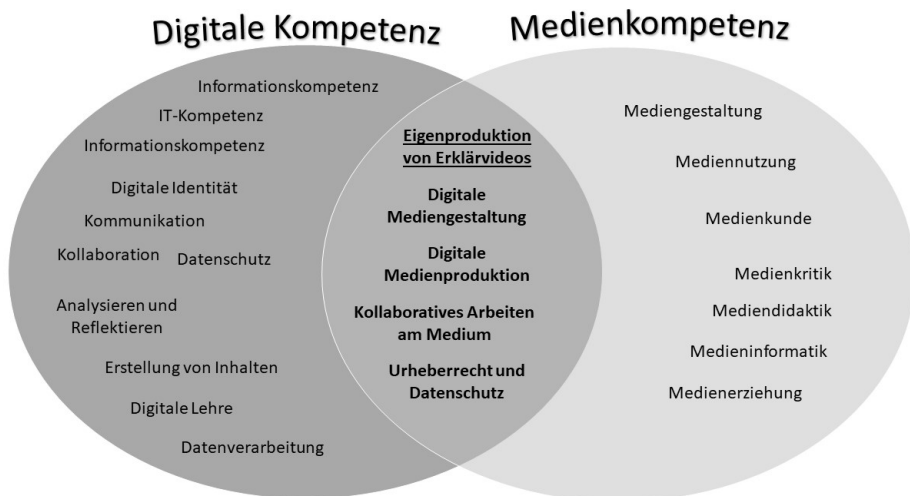 Digitale Kompetenz
Medienkompetenz
Informationskompetenz
IT-Kompetenz
Informationskompetenz
Digitale Identität
Kommunikation
Kollaboration
Datenschutz
Analysieren und
Reflektieren
Erstellung von Inhalten
Digitale Lehre
Datenverarbeitung
Eigenproduktion
von Erklärvideos
Digitale
Mediengestaltung
Digitale
Medienproduktion
Kollaboratives Arbeiten
am Medium
Urheberrecht und
Datenschutz
Mediengestaltung
Mediennutzung
Medienkunde
Medienkritik
Mediendidaktik
Medieninformatik
Medienerziehung